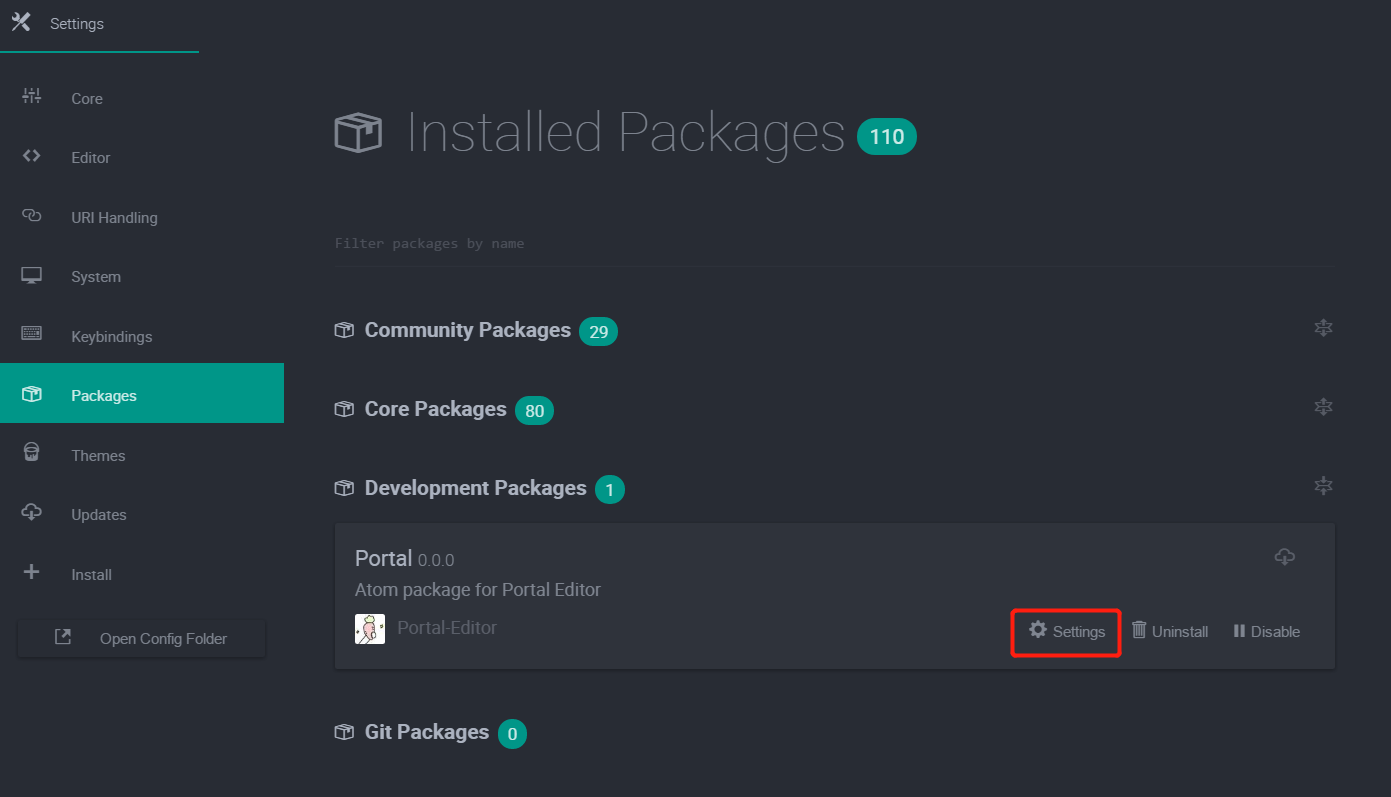 Settings
Core
Editor
URI Handling
System
Keybindings
Packages
Themes
Updates
Install
Open Config Folder
Installed Packages 110
Filter packages by name
Community Packages 29
Core Packages 80
Development Packages 1
Portal 0.0.0
Atom package for Portal Editor
Portal-Editor
Settings Uninstall Disable
Git Packages 0